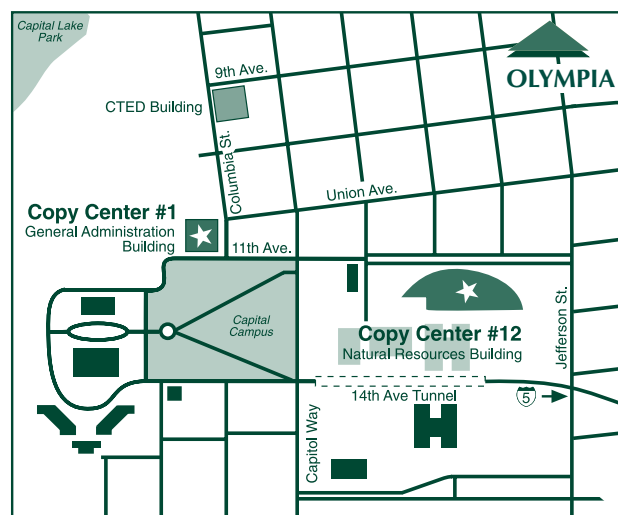 Capital Lake
Park
OLYMPIA
9th Ave.
CTED Building
Columbia St.
Union Ave.
Copy Center #1
General Administration
Building
11th Ave.
Capital
Campus
Copy Center #12
Natural Resources Building
Jefferson St.
14th Ave Tunnel
5
Capitol Way